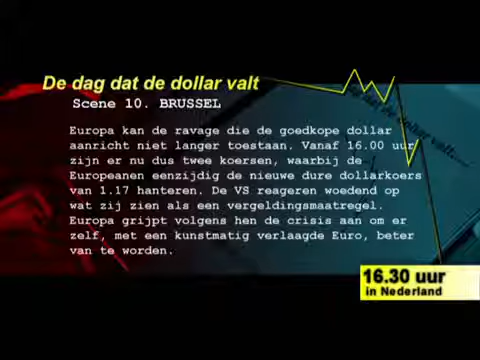 De dag dat de dollar valt
Scene 10. BRUSSEL
Europa kan de ravage die de goedkope dollar
aanricht niet langer toestaan. Vanaf 16.00 uur
zijn er nu dus twee koersen, waarbij de
Europeanen eenzijdig de nieuwe dure dollarkoers
van 1.17 hanteren. De VS reageren woedend op
wat zij zien als een vergeldingsmaatregel.
Europa grijpt volgens hen de crisis aan om er
zelf, met een kunstmatig verlaagde Euro, beter
van te worden.
16.30 uur
in Nederland